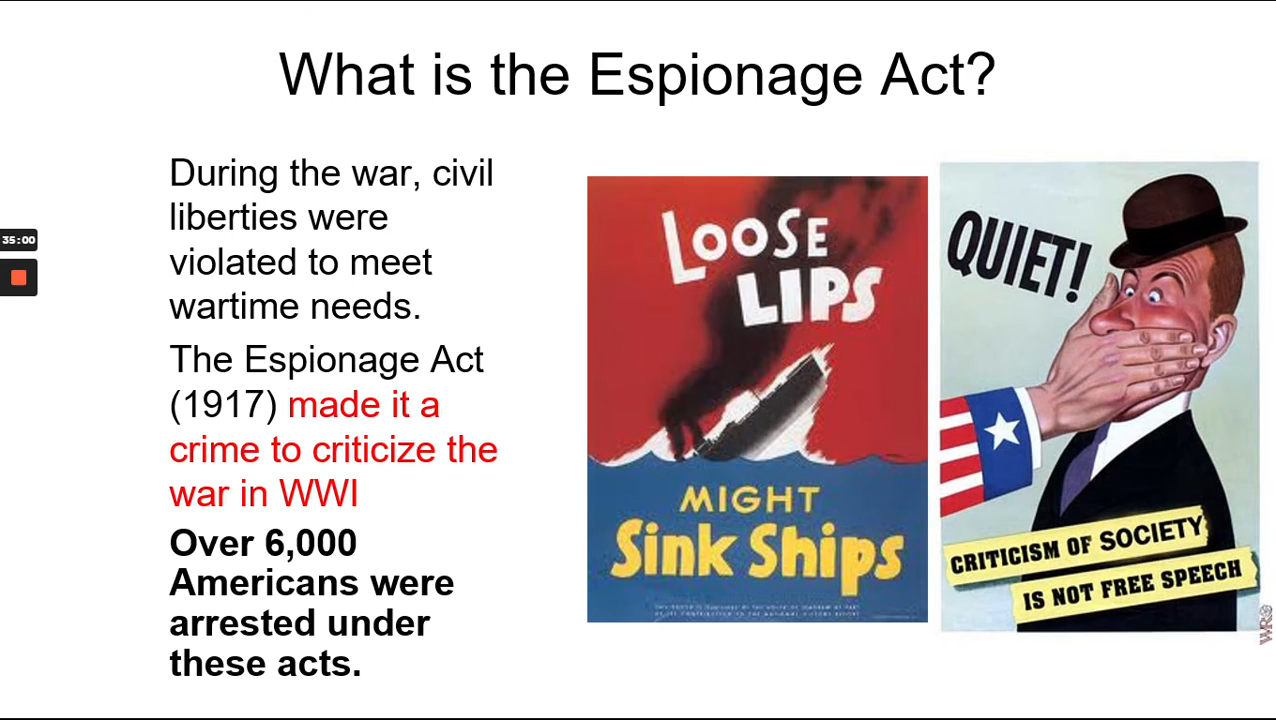 What is the Espionage Act?
During the war, civil
liberties were
violated to meet
wartime needs.
The Espionage Act
(1917) made it a
crime to criticize the
war in WWI
Over 6,000
Americans were
arrested under
these acts.
35:00
LOOSE
LIPS
MIGHT
Sink Ships
QUIET!
CRITICISM OF SOCIETY
IS NOT FREE SPEECH